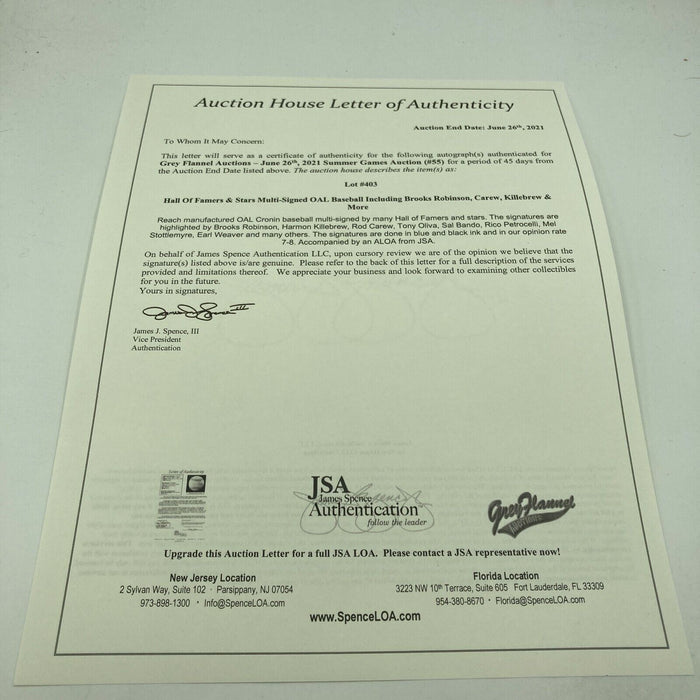 Auction House Letter of Authenticity
Auction End Date: June 26th, 2021
To Whom It May Concern:
This letter will serve as a certificate of authenticity for the following autograph(s) authenticated for
Grey Flannel Auctions - June 26th, 2021 Summer Games Auction (#55) for a period of 45 days from
the Auction End Date listed above. The auction house describes the item(s) as:
Lot #403
Hall Of Famers & Stars Multi-Signed OAL Baseball Including Brooks Robinson, Carew, Killebrew &
More
Reach manufactured OAL Cronin baseball multi-signed by many Hall of Famers and stars. The signatures are
highlighted by Brooks Robinson, Harmon Killebrew, Rod Carew, Tony Oliva, Sal Bando, Rico Petrocelli, Mel
Stottlemyre, Earl Weaver and many others. The signatures are done in blue and black ink and in our opinion rate
7-8. Accompanied by an ALOA from JSA.
On behalf of James Spence Authentication LLC, upon cursory review we are of the opinion we believe that the
signature(s) listed above is/are genuine. Please refer to the back of this letter for a full description of the services
provided and limitations thereof. We appreciate your business and look forward to examining other collectibles
for you in the future.
Yours in signatures,
James J. Spence, III
Vice President
Authentication
Letter of Authenticity
JSA
James Spence
Authentication
follow the leader
Grey Flannel
AUCTIONS
Upgrade this Auction Letter for a full JSA LOA. Please contact a JSA representative now!
New Jersey Location
2 Sylvan Way, Suite 102 · Parsippany, NJ 07054
973-898-1300 · Info@SpenceLOA.com
Florida Location
3223 NW 10th Terrace, Suite 605 Fort Lauderdale, FL 33309
954-380-8670 · Florida@SpenceLOA.com
www.SpenceLOA.com